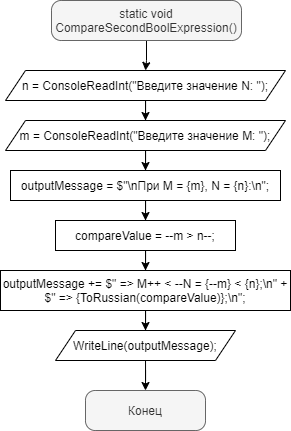 static void
CompareSecondBoolExpression()
n = ConsoleReadInt("Введите значение N: ");
m = ConsoleReadInt("Введите значение M: ");
outputMessage = $"\nПри M = {m}, N = {n}:\n";
compareValue = --m > n--;
outputMessage += $" => M++ < --N = {--m} < {n};\n" +
$" => {ToRussian(compareValue)};\n";
WriteLine(outputMessage);
Конец